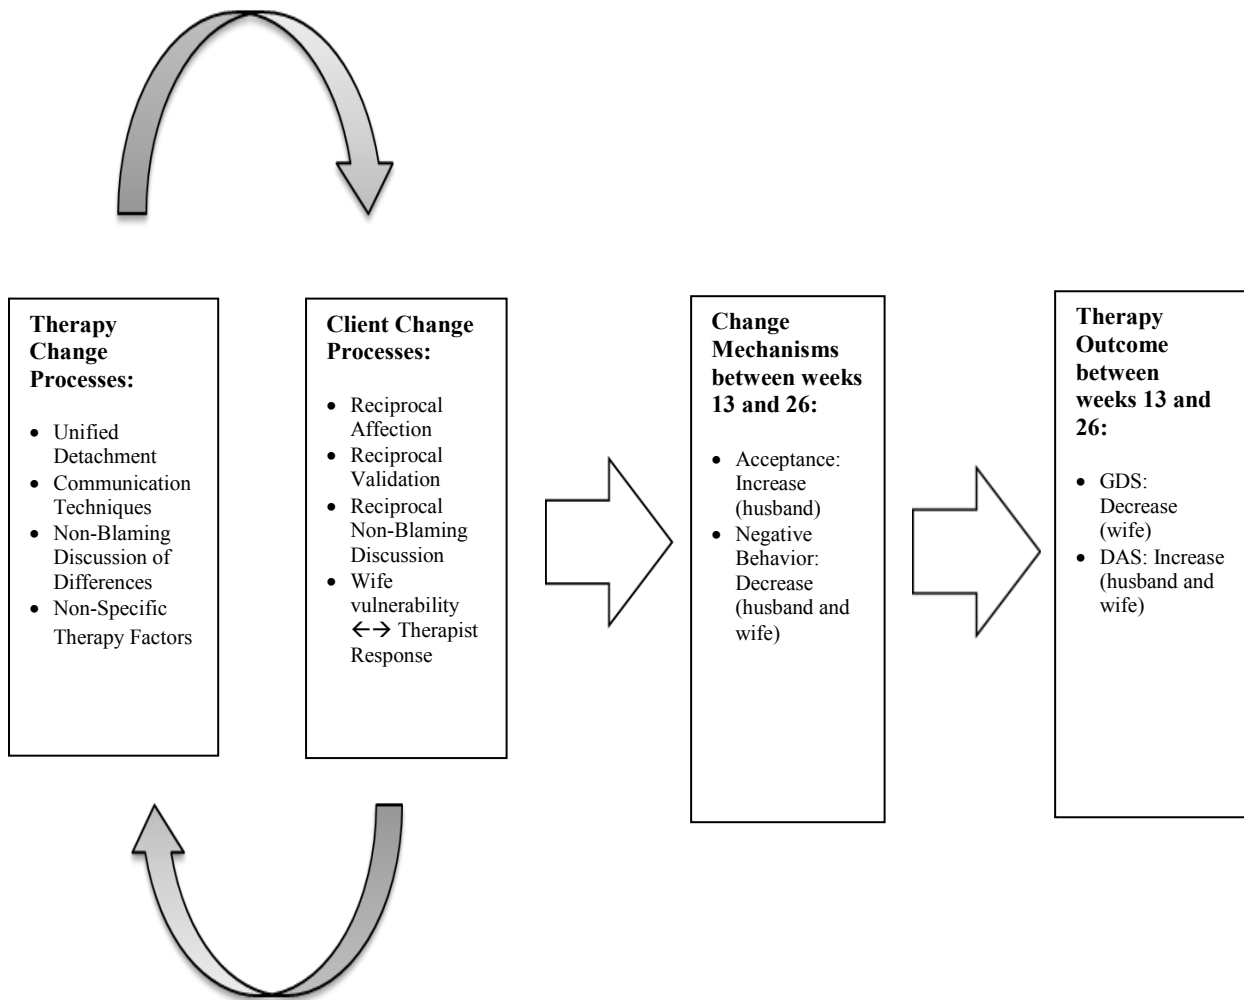 Therapy
Change
Processes:
• Unified
Detachment
• Communication
Techniques
• Non-Blaming
Discussion of
Differences
• Non-Specific
Therapy Factors
Client Change
Processes:
• Reciprocal
Affection
• Reciprocal
Validation
• Reciprocal
Non-Blaming
Discussion
• Wife
vulnerability
←→ Therapist
Response
Change
Mechanisms
between weeks
13 and 26:
• Acceptance:
Increase
(husband)
• Negative
Behavior:
Decrease
(husband and
wife)
Therapy
Outcome
between
weeks 13 and
26:
• GDS:
Decrease
(wife)
• DAS: Increase
(husband and
wife)